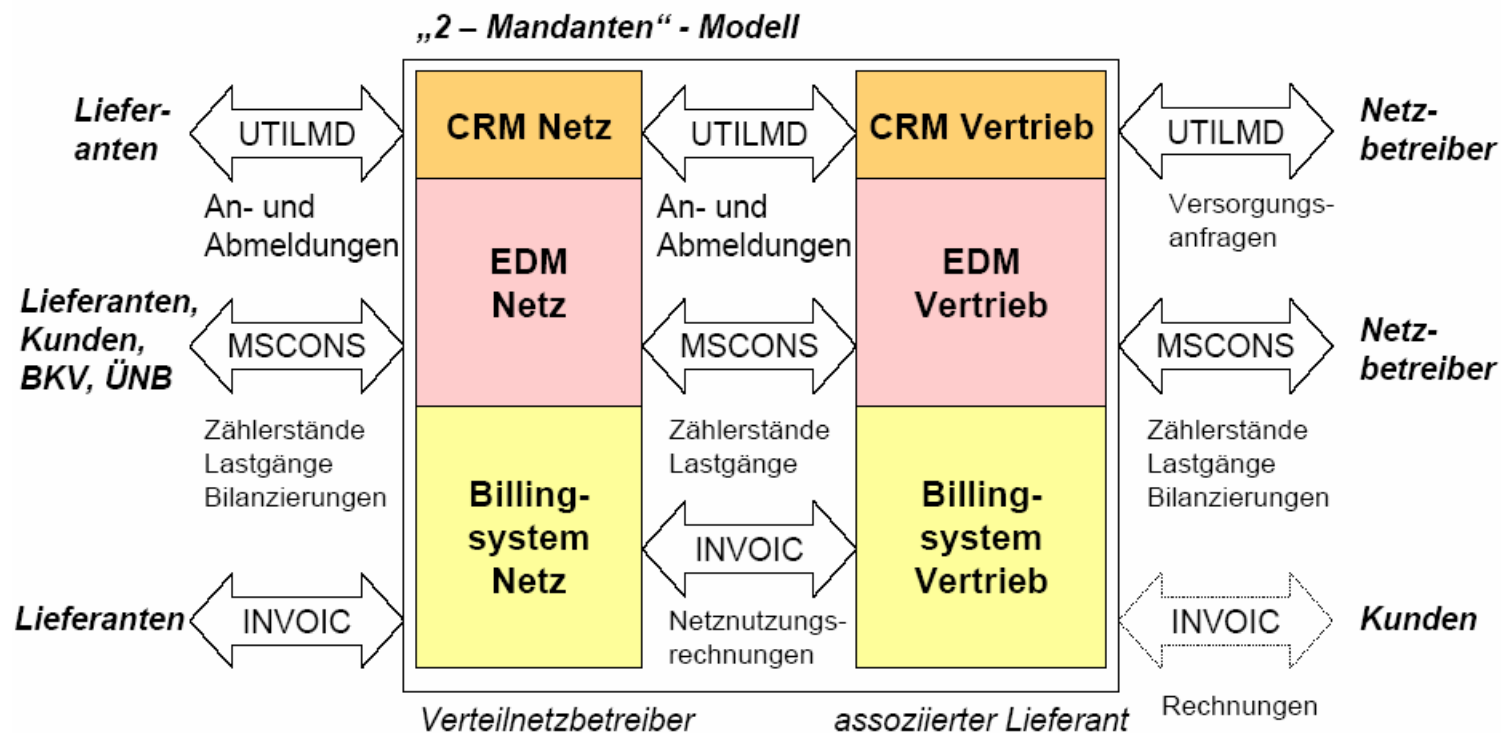 „2 – Mandanten“ - Modell
Liefer-
anten
UTILMD
An- und
Abmeldungen
CRM Netz
UTILMD
An- und
Abmeldungen
CRM Vertrieb
UTILMD
Versorgungs-
anfragen
Netz-
betreiber
Lieferanten,
Kunden,
BKV, ÜNB
MSCONS
Zählerstände
Lastgänge
Bilanzierungen
EDM
Netz
MSCONS
Zählerstände
Lastgänge
EDM
Vertrieb
MSCONS
Zählerstände
Lastgänge
Bilanzierungen
Netz-
betreiber
Lieferanten
INVOIC
Billing-
system
Netz
INVOIC
Netznutzungs-
rechnungen
Billing-
system
Vertrieb
INVOIC
Rechnungen
Kunden
Verteilnetzbetreiber
assoziierter Lieferant